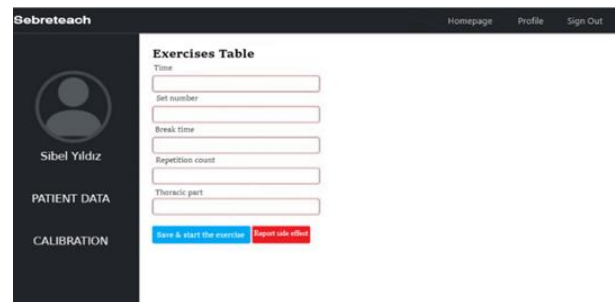 Sebreteach
Homepage Profile Sign Out
Sibel Yıldız
PATIENT DATA
CALIBRATION
Exercises Table
Time
Set number
Break time
Repetition count
Thoracic part
Save & start the exercise Report side effect